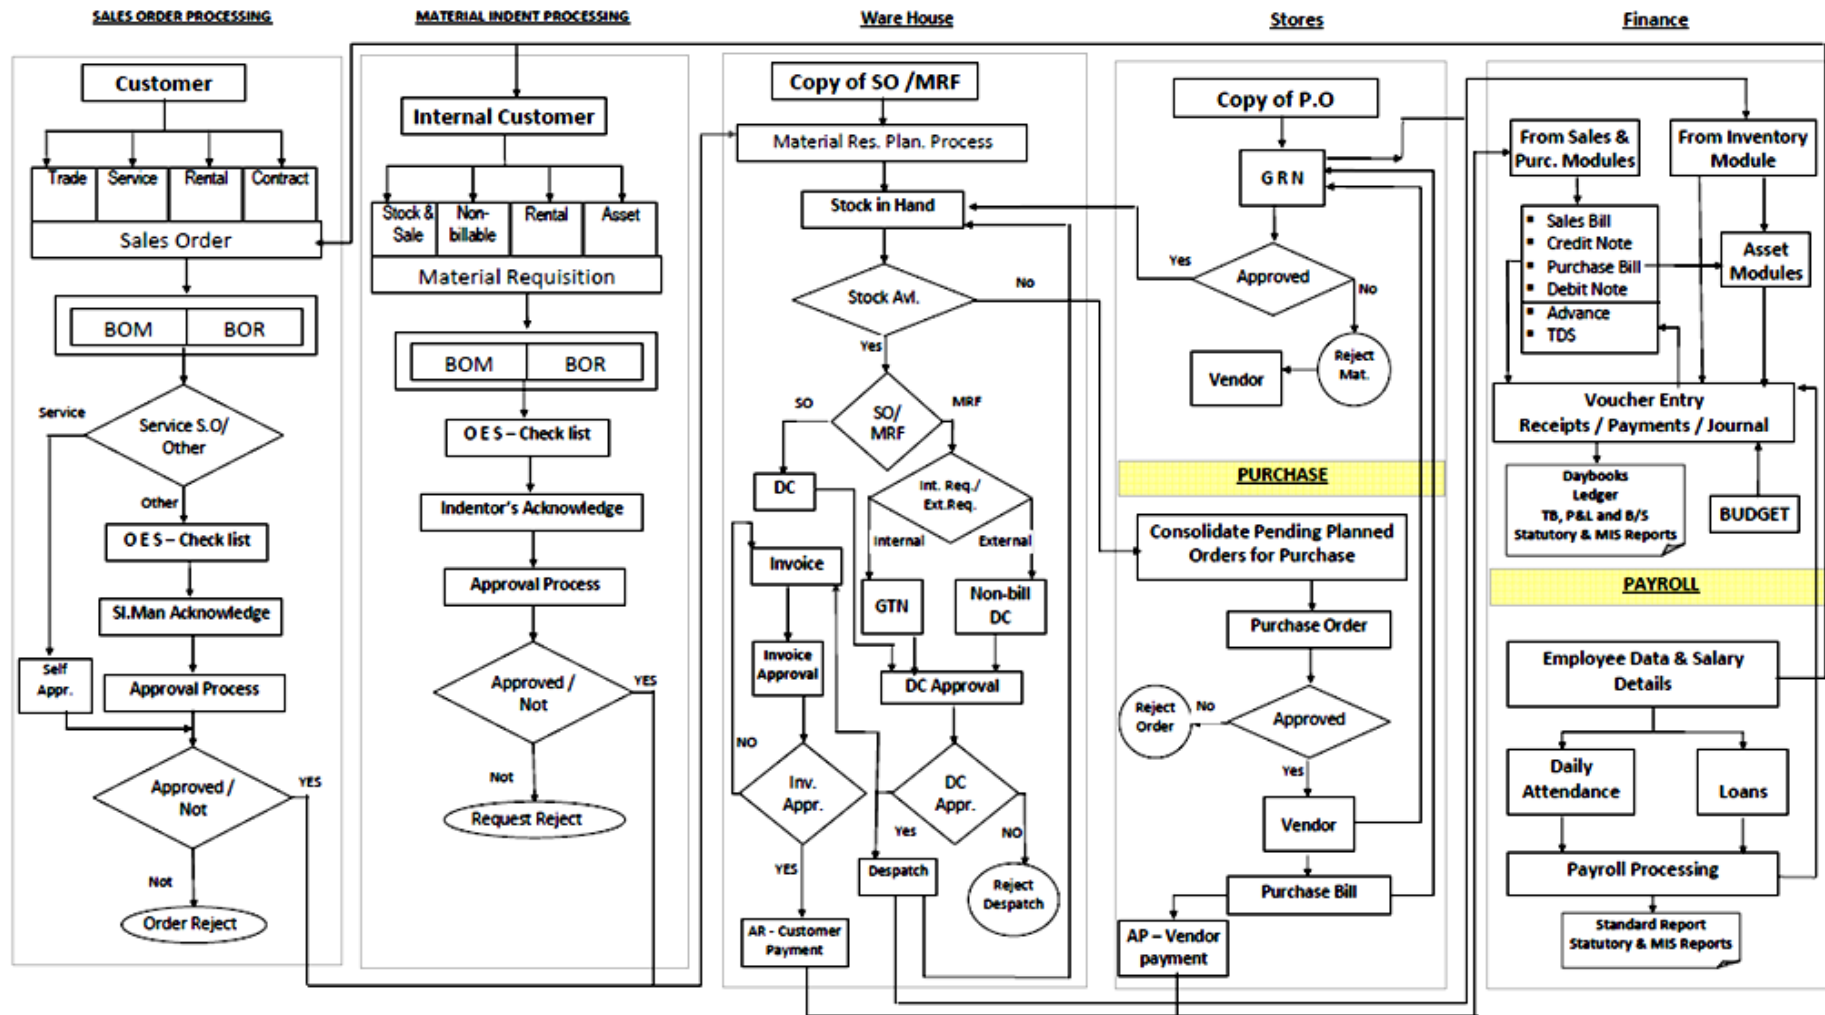 SALES ORDER PROCESSING
Customer
Trade
Service
Rental
Contract
Sales Order
BOM
BOR
Service
Service S.O/
Other
Other
O E S – Check list
Sl.Man Acknowledge
Self
Appr.
Approval Process
Approved /
Not
YES
Not
Order Reject
MATERIAL INDENT PROCESSING
Internal Customer
Stock &
Sale
Non-
billable
Rental
Asset
Material Requisition
BOM
BOR
O E S – Check list
Indentor's Acknowledge
Approval Process
Approved /
Not
YES
Not
Request Reject
Ware House
Copy of SO /MRF
Material Res. Plan. Process
Stock in Hand
Stock Avl.
No
Yes
SO
SO/
MRF
MRF
DC
Int. Req./
Ext.Req.
Internal
External
Invoice
GTN
Non-bill
DC
Invoice
Approval
DC Approval
NO
Inv.
Appr.
DC
Appr.
Yes
NO
YES
Despatch
Reject
Despatch
AR - Customer
Payment
Stores
Copy of P.O
G R N
Yes
Approved
No
Reject
Mat.
Vendor
PURCHASE
Consolidate Pending Planned
Orders for Purchase
Purchase Order
Reject
Order
No
Approved
Yes
Vendor
Purchase Bill
AP – Vendor
payment
Finance
From Sales &
Purc. Modules
From Inventory
Module
▪ Sales Bill
▪ Credit Note
▪ Purchase Bill
▪ Debit Note
▪ Advance
▪ TDS
Asset
Modules
Voucher Entry
Receipts / Payments / Journal
Daybooks
Ledger
TB, P&L and B/S
Statutory & MIS Reports
BUDGET
PAYROLL
Employee Data & Salary
Details
Daily
Attendance
Loans
Payroll Processing
Standard Report
Statutory & MIS Reports